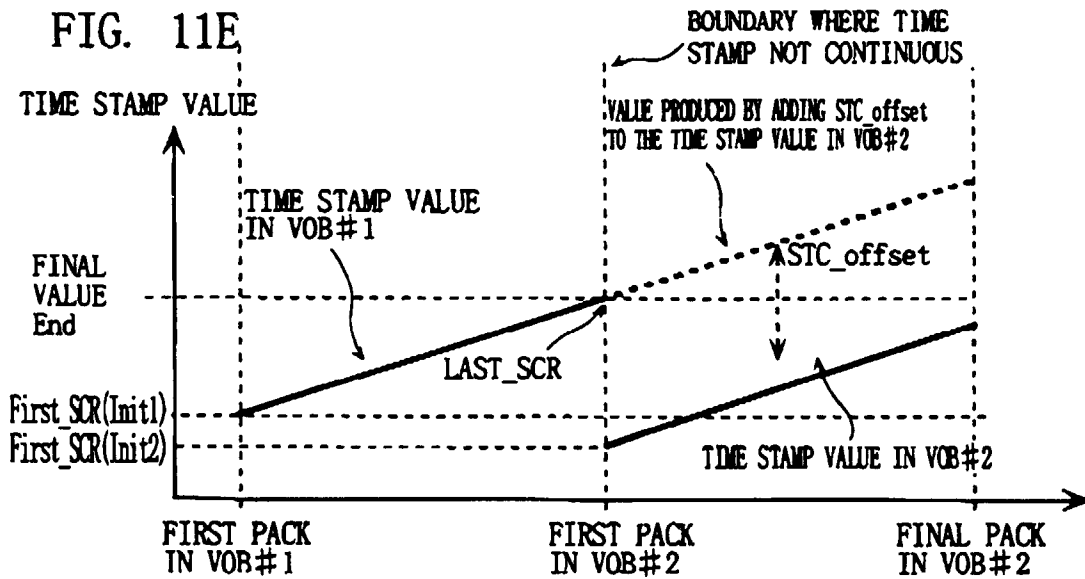 FIG. 11E
BOUNDARY WHERE TIME
STAMP NOT CONTINUOUS
TIME STAMP VALUE
VALUE PRODUCED BY ADDING STC_offset
TO THE TIME STAMP VALUE IN VOB#2
TIME STAMP VALUE
IN VOB#1
STC_offset
FINAL
VALUE
End
LAST_SCR
First_SCR(Init1)
First_SCR(Init2)
TIME STAMP VALUE IN VOB#2
FIRST PACK
IN VOB#1
FIRST PACK
IN VOB#2
FINAL PACK
IN VOB#2